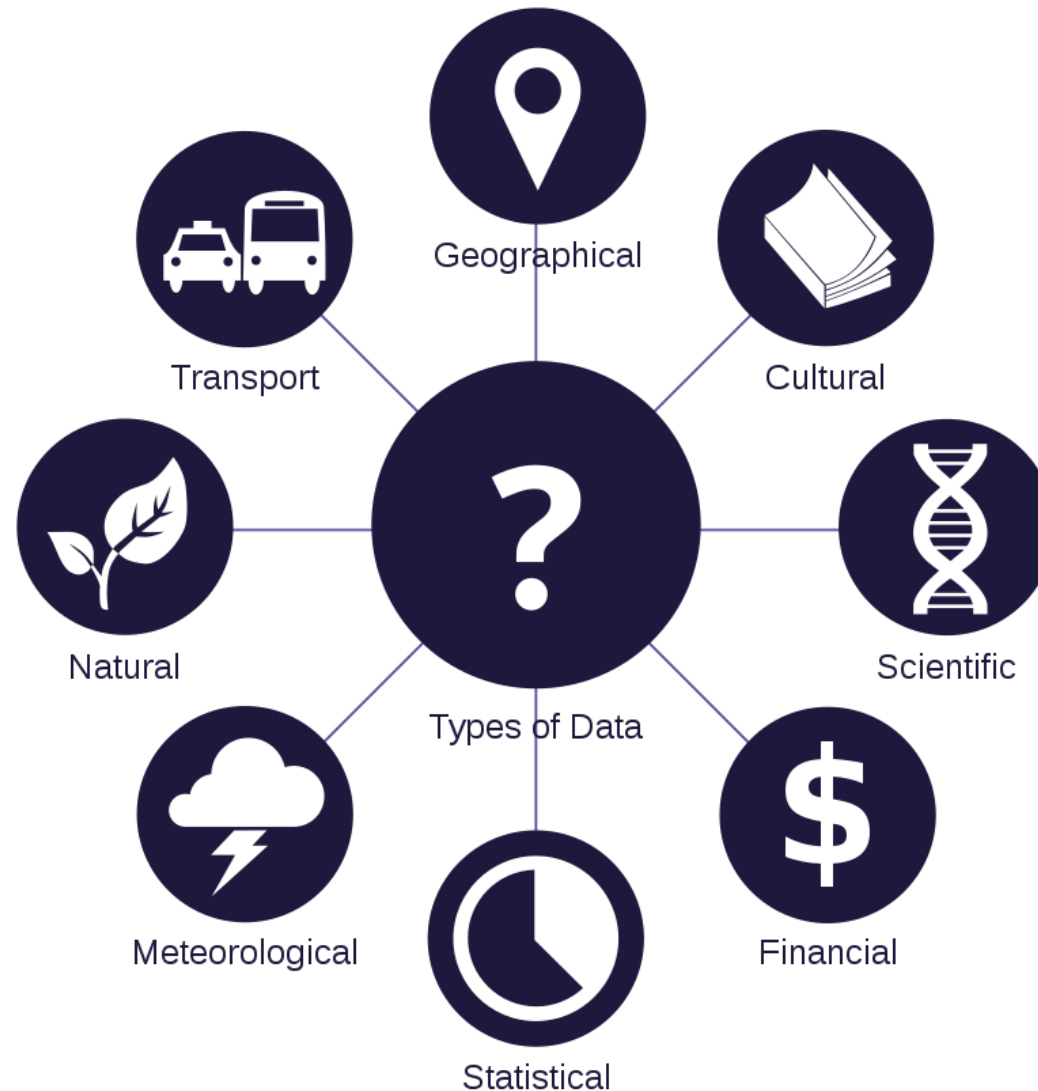 Geographical
Transport
Cultural
?
Natural
Scientific
Types of Data
$
Meteorological
Financial
Statistical